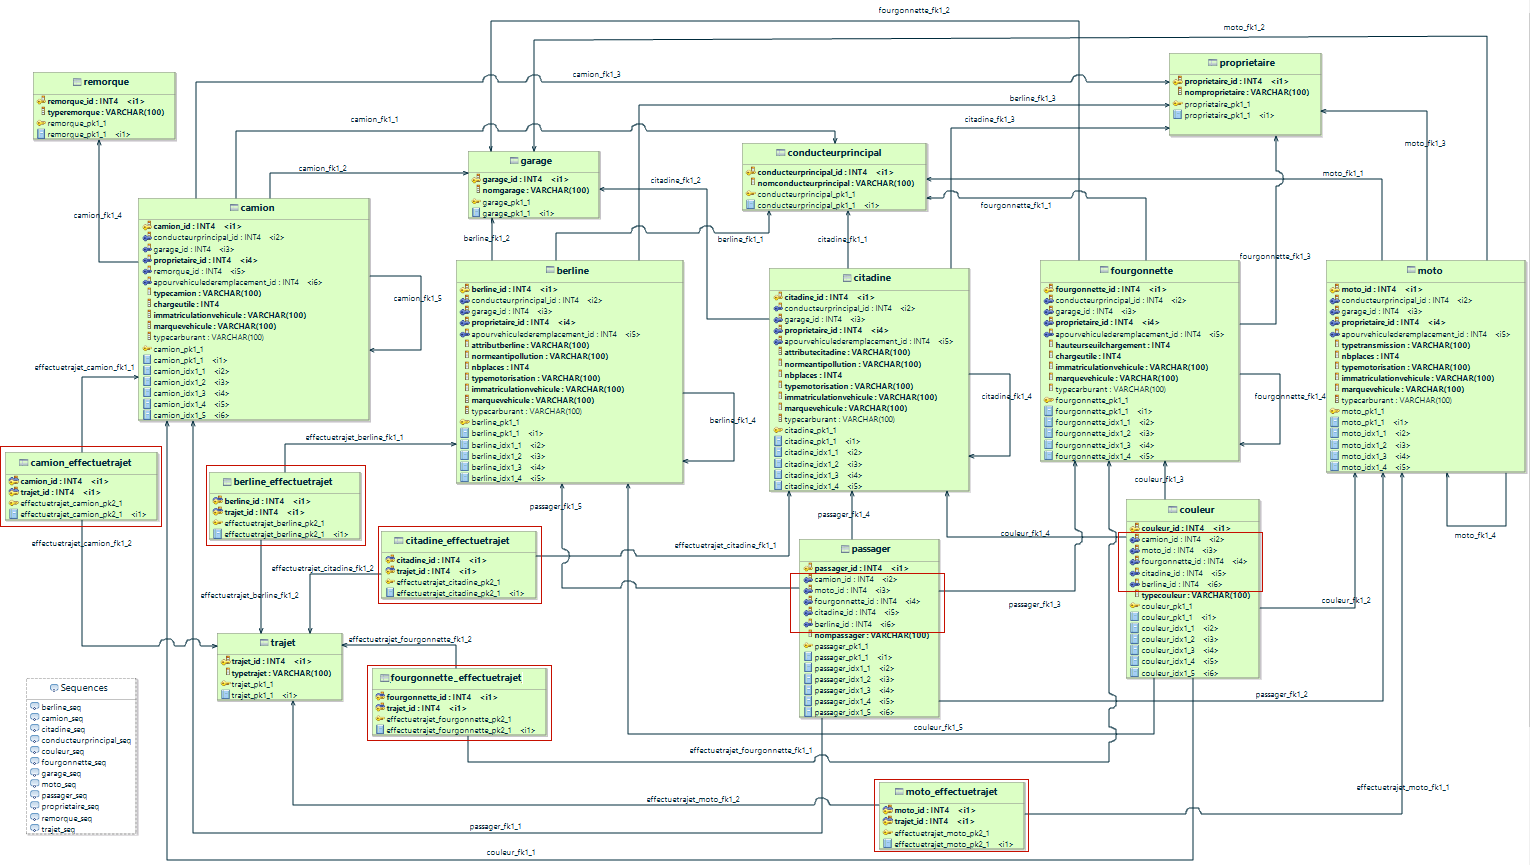 fourgonnette_fk1_2
moto_fk1_2
camion_fk1_3
berline_fk1_3
camion_fk1_1
citadine_fk1_3
moto_fk1_3
camion_fk1_2
citadine_fk1_2
moto_fk1_1
fourgonnette_fk1_1
camion_fk1_4
berline_fk1_2
berline_fk1_1
citadine_fk1_1
fourgonnette_fk1_3
remorque
remorque_id : INT4 <i1>
typeremorque : VARCHAR(100)
remorque_pk1_1
remorque_pk1_1 <i1>
proprietaire
proprietaire_id : INT4 <i1>
nomproprietaire : VARCHAR(100)
proprietaire_pk1_1
proprietaire_pk1_1 <i1>
garage
garage_id : INT4 <i1>
nomgarage : VARCHAR(100)
garage_pk1_1
garage_pk1_1 <i1>
conducteurprincipal
conducteurprincipal_id : INT4 <i1>
nomconducteurprincipal : VARCHAR(100)
conducteurprincipal_pk1_1
conducteurprincipal_pk1_1 <i1>
camion
camion_id : INT4 <i1>
conducteurprincipal_id : INT4 <i2>
garage_id : INT4 <i3>
proprietaire_id : INT4 <i4>
remorque_id : INT4 <i5>
apourvehiculederemplacement_id : INT4 <i6>
typecamion : VARCHAR(100)
chargeutile : INT4
immatriculationvehicule : VARCHAR(100)
marquevehicule : VARCHAR(100)
typecarburant : VARCHAR(100)
camion_pk1_1
camion_pk1_1 <i1>
camion_idx1_1 <i2>
camion_idx1_2 <i3>
camion_idx1_3 <i4>
camion_idx1_4 <i5>
camion_idx1_5 <i6>
camion_fk1_5
berline
berline_id : INT4 <i1>
conducteurprincipal_id : INT4 <i2>
garage_id : INT4 <i3>
proprietaire_id : INT4 <i4>
apourvehiculederemplacement_id : INT4 <i5>
attributberline : VARCHAR(100)
normeantipollution : VARCHAR(100)
nbplaces : INT4
typemotorisation : VARCHAR(100)
immatriculationvehicule : VARCHAR(100)
marquevehicule : VARCHAR(100)
typecarburant : VARCHAR(100)
berline_pk1_1
berline_pk1_1 <i1>
berline_idx1_1 <i2>
berline_idx1_2 <i3>
berline_idx1_3 <i4>
berline_idx1_4 <i5>
berline_fk1_4
citadine
citadine_id : INT4 <i1>
conducteurprincipal_id : INT4 <i2>
garage_id : INT4 <i3>
proprietaire_id : INT4 <i4>
apourvehiculederemplacement_id : INT4 <i5>
attributecitadine : VARCHAR(100)
normeantipollution : VARCHAR(100)
nbplaces : INT4
typemotorisation : VARCHAR(100)
immatriculationvehicule : VARCHAR(100)
marquevehicule : VARCHAR(100)
typecarburant : VARCHAR(100)
citadine_pk1_1
citadine_pk1_1 <i1>
citadine_idx1_1 <i2>
citadine_idx1_2 <i3>
citadine_idx1_3 <i4>
citadine_idx1_4 <i5>
citadine_fk1_4
fourgonnette
fourgonnette_id : INT4 <i1>
conducteurprincipal_id : INT4 <i2>
garage_id : INT4 <i3>
proprietaire_id : INT4 <i4>
apourvehiculederemplacement_id : INT4 <i5>
hauteurseuilchargement : INT4
chargeutile : INT4
immatriculationvehicule : VARCHAR(100)
marquevehicule : VARCHAR(100)
typecarburant : VARCHAR(100)
fourgonnette_pk1_1
fourgonnette_pk1_1 <i1>
fourgonnette_idx1_1 <i2>
fourgonnette_idx1_2 <i3>
fourgonnette_idx1_3 <i4>
fourgonnette_idx1_4 <i5>
fourgonnette_fk1_4
moto
moto_id : INT4 <i1>
conducteurprincipal_id : INT4 <i2>
garage_id : INT4 <i3>
proprietaire_id : INT4 <i4>
apourvehiculederemplacement_id : INT4 <i5>
typetransmission : VARCHAR(100)
nbplaces : INT4
typemotorisation : VARCHAR(100)
immatriculationvehicule : VARCHAR(100)
marquevehicule : VARCHAR(100)
typecarburant : VARCHAR(100)
moto_pk1_1
moto_pk1_1 <i1>
moto_idx1_1 <i2>
moto_idx1_2 <i3>
moto_idx1_3 <i4>
moto_idx1_4 <i5>
moto_fk1_4
effectuetrajet_camion_fk1_1
effectuetrajet_berline_fk1_1
camion_effectuetrajet
camion_id : INT4 <i1>
trajet_id : INT4 <i1>
effectuetrajet_camion_pk2_1
effectuetrajet_camion_pk2_1 <i1>
effectuetrajet_camion_fk1_2
berline_effectuetrajet
berline_id : INT4 <i1>
trajet_id : INT4 <i1>
effectuetrajet_berline_pk2_1
effectuetrajet_berline_pk2_1 <i1>
effectuetrajet_berline_fk1_2
citadine_effectuetrajet
citadine_id : INT4 <i1>
trajet_id : INT4 <i1>
effectuetrajet_citadine_pk2_1
effectuetrajet_citadine_pk2_1 <i1>
effectuetrajet_citadine_fk1_2
effectuetrajet_citadine_fk1_1
passager_fk1_5
passager_fk1_4
couleur_fk1_3
couleur_fk1_4
passager
passager_id : INT4 <i1>
camion_id : INT4 <i2>
moto_id : INT4 <i3>
fourgonnette_id : INT4 <i4>
citadine_id : INT4 <i5>
berline_id : INT4 <i6>
nompassager : VARCHAR(100)
passager_pk1_1
passager_pk1_1 <i1>
passager_idx1_1 <i2>
passager_idx1_2 <i3>
passager_idx1_3 <i4>
passager_idx1_4 <i5>
passager_idx1_5 <i6>
passager_fk1_3
couleur
couleur_id : INT4 <i1>
camion_id : INT4 <i2>
moto_id : INT4 <i3>
fourgonnette_id : INT4 <i4>
citadine_id : INT4 <i5>
berline_id : INT4 <i6>
typecouleur : VARCHAR(100)
couleur_pk1_1
couleur_pk1_1 <i1>
couleur_idx1_1 <i2>
couleur_idx1_2 <i3>
couleur_idx1_3 <i4>
couleur_idx1_4 <i5>
couleur_idx1_5 <i6>
couleur_fk1_2
passager_fk1_2
couleur_fk1_5
trajet
trajet_id : INT4 <i1>
typetrajet : VARCHAR(100)
trajet_pk1_1
trajet_pk1_1 <i1>
effectuetrajet_fourgonnette_fk1_2
fourgonnette_effectuetrajet
fourgonnette_id : INT4 <i1>
trajet_id : INT4 <i1>
effectuetrajet_fourgonnette_pk2_1
effectuetrajet_fourgonnette_pk2_1 <i1>
effectuetrajet_fourgonnette_fk1_1
Sequences
berline_seq
camion_seq
citadine_seq
conducteurprincipal_seq
couleur_seq
fourgonnette_seq
garage_seq
moto_seq
passager_seq
proprietaire_seq
remorque_seq
trajet_seq
effectuetrajet_moto_fk1_2
effectuetrajet_moto_fk1_1
moto_effectuetrajet
moto_id : INT4 <i1>
trajet_id : INT4 <i1>
effectuetrajet_moto_pk2_1
effectuetrajet_moto_pk2_1 <i1>
passager_fk1_1
couleur_fk1_1